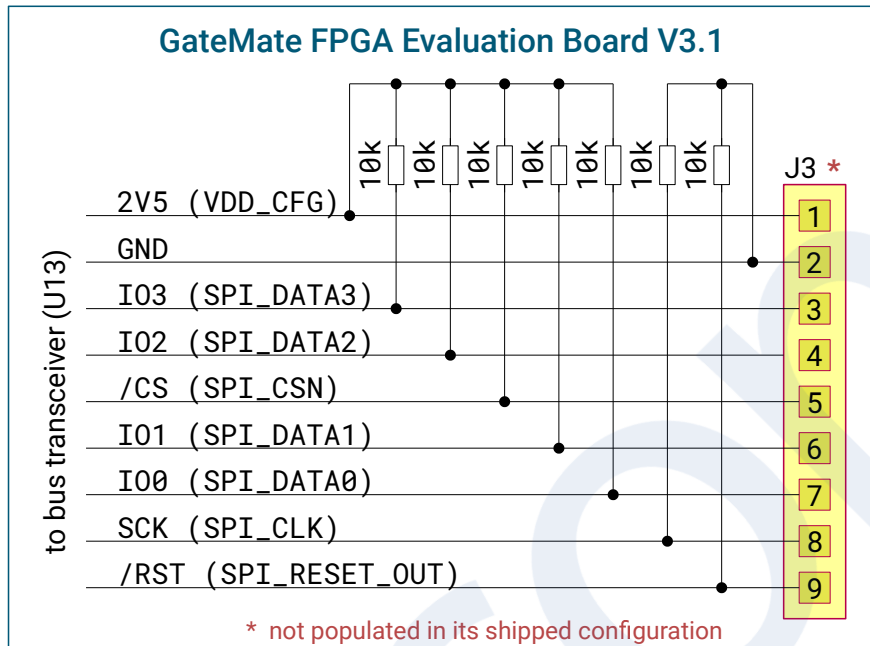 GateMate FPGA Evaluation Board V3.1
10k 10k 10k 10k 10k 10k 10k
J3 *
2V5 (VDD_CFG) 1
GND 2
IO3 (SPI_DATA3) 3
IO2 (SPI_DATA2) 4
/CS (SPI_CSN) 5
IO1 (SPI_DATA1) 6
IO0 (SPI_DATA0) 7
SCK (SPI_CLK) 8
/RST (SPI_RESET_OUT) 9
to bus transceiver (U13)
* not populated in its shipped configuration